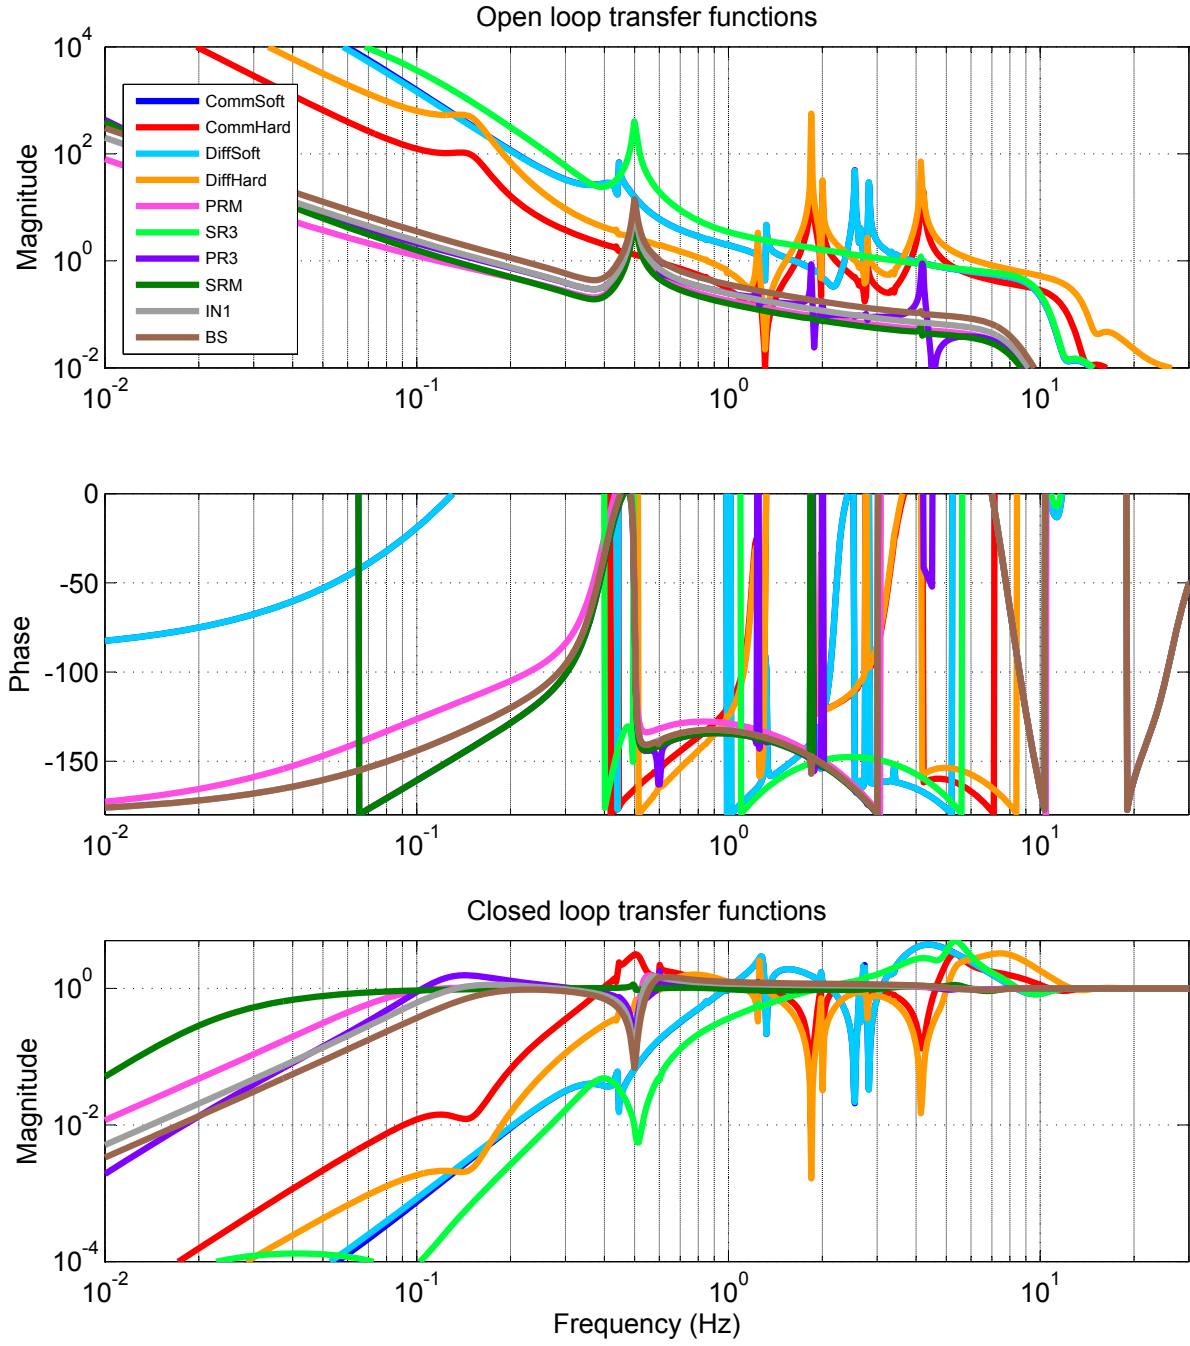 Open loop transfer functions
Magnitude
10^4
10^2
10^0
10^-2
CommSoft
CommHard
DiffSoft
DiffHard
PRM
SR3
PR3
SRM
IN1
BS
10^-2
10^-1
10^0
10^1
Phase
0
-50
-100
-150
10^-2
10^-1
10^0
10^1
Closed loop transfer functions
Magnitude
10^0
10^-2
10^-4
10^-2
10^-1
10^0
10^1
Frequency (Hz)